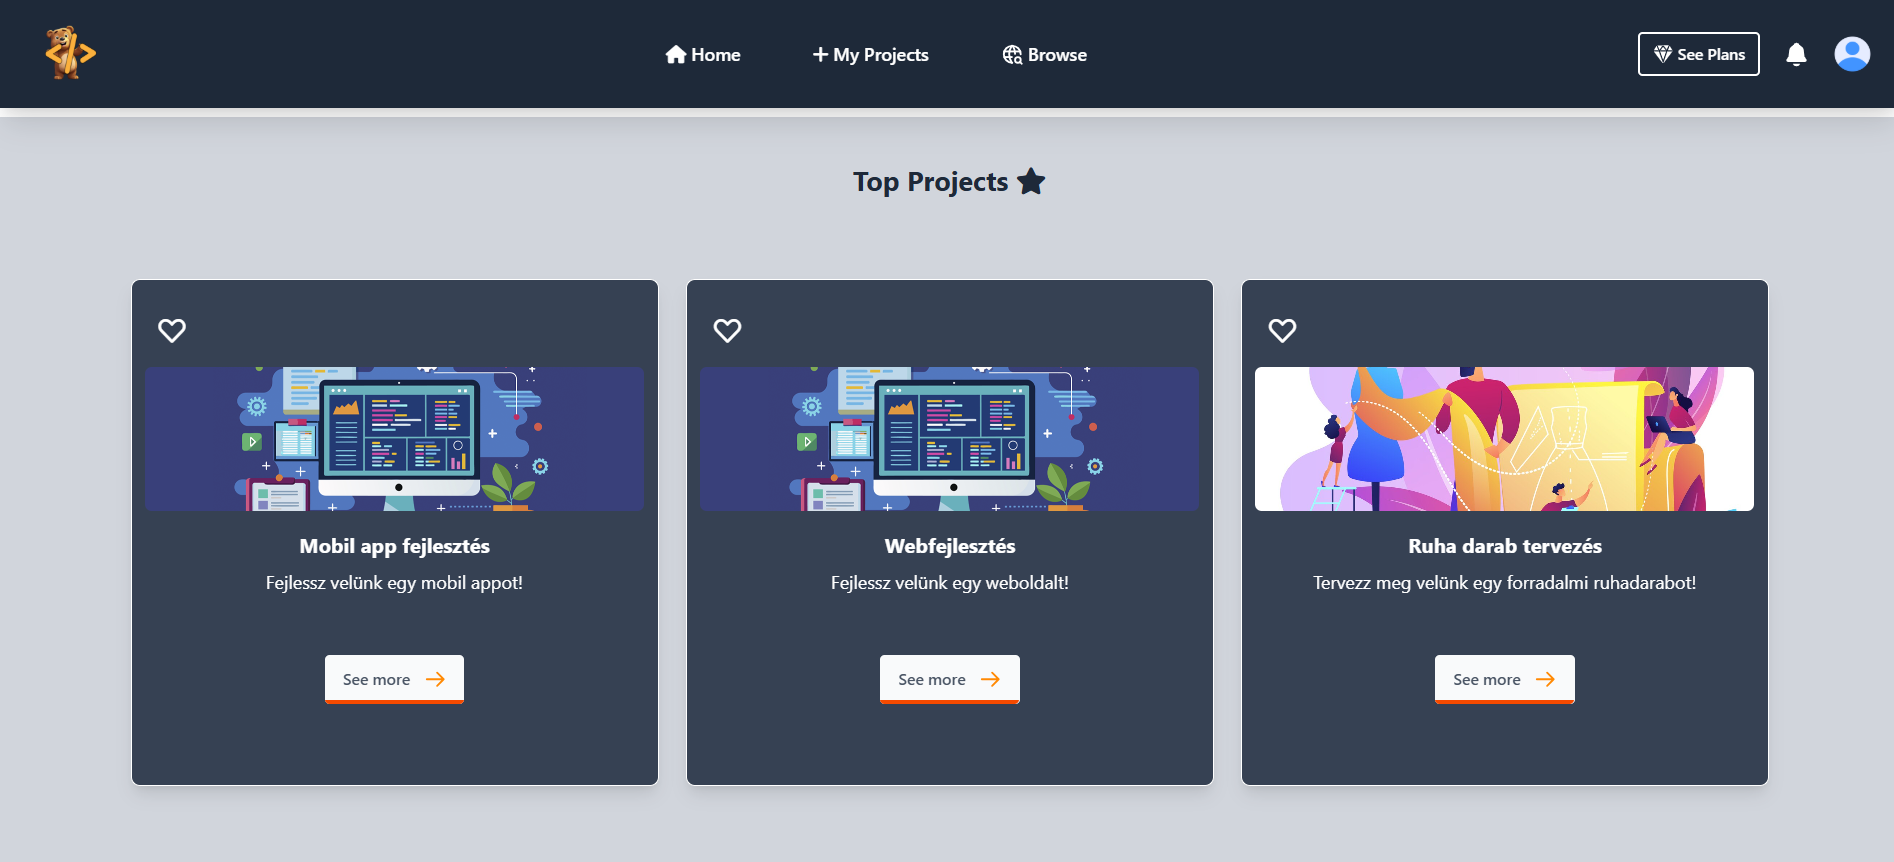 Home
My Projects
Browse
See Plans
Top Projects
Mobil app fejlesztés
Fejlessz velünk egy mobil appot!
See more
Webfejlesztés
Fejlessz velünk egy weboldalt!
See more
Ruha darab tervezés
Tervezz meg velünk egy forradalmi ruhadarabot!
See more